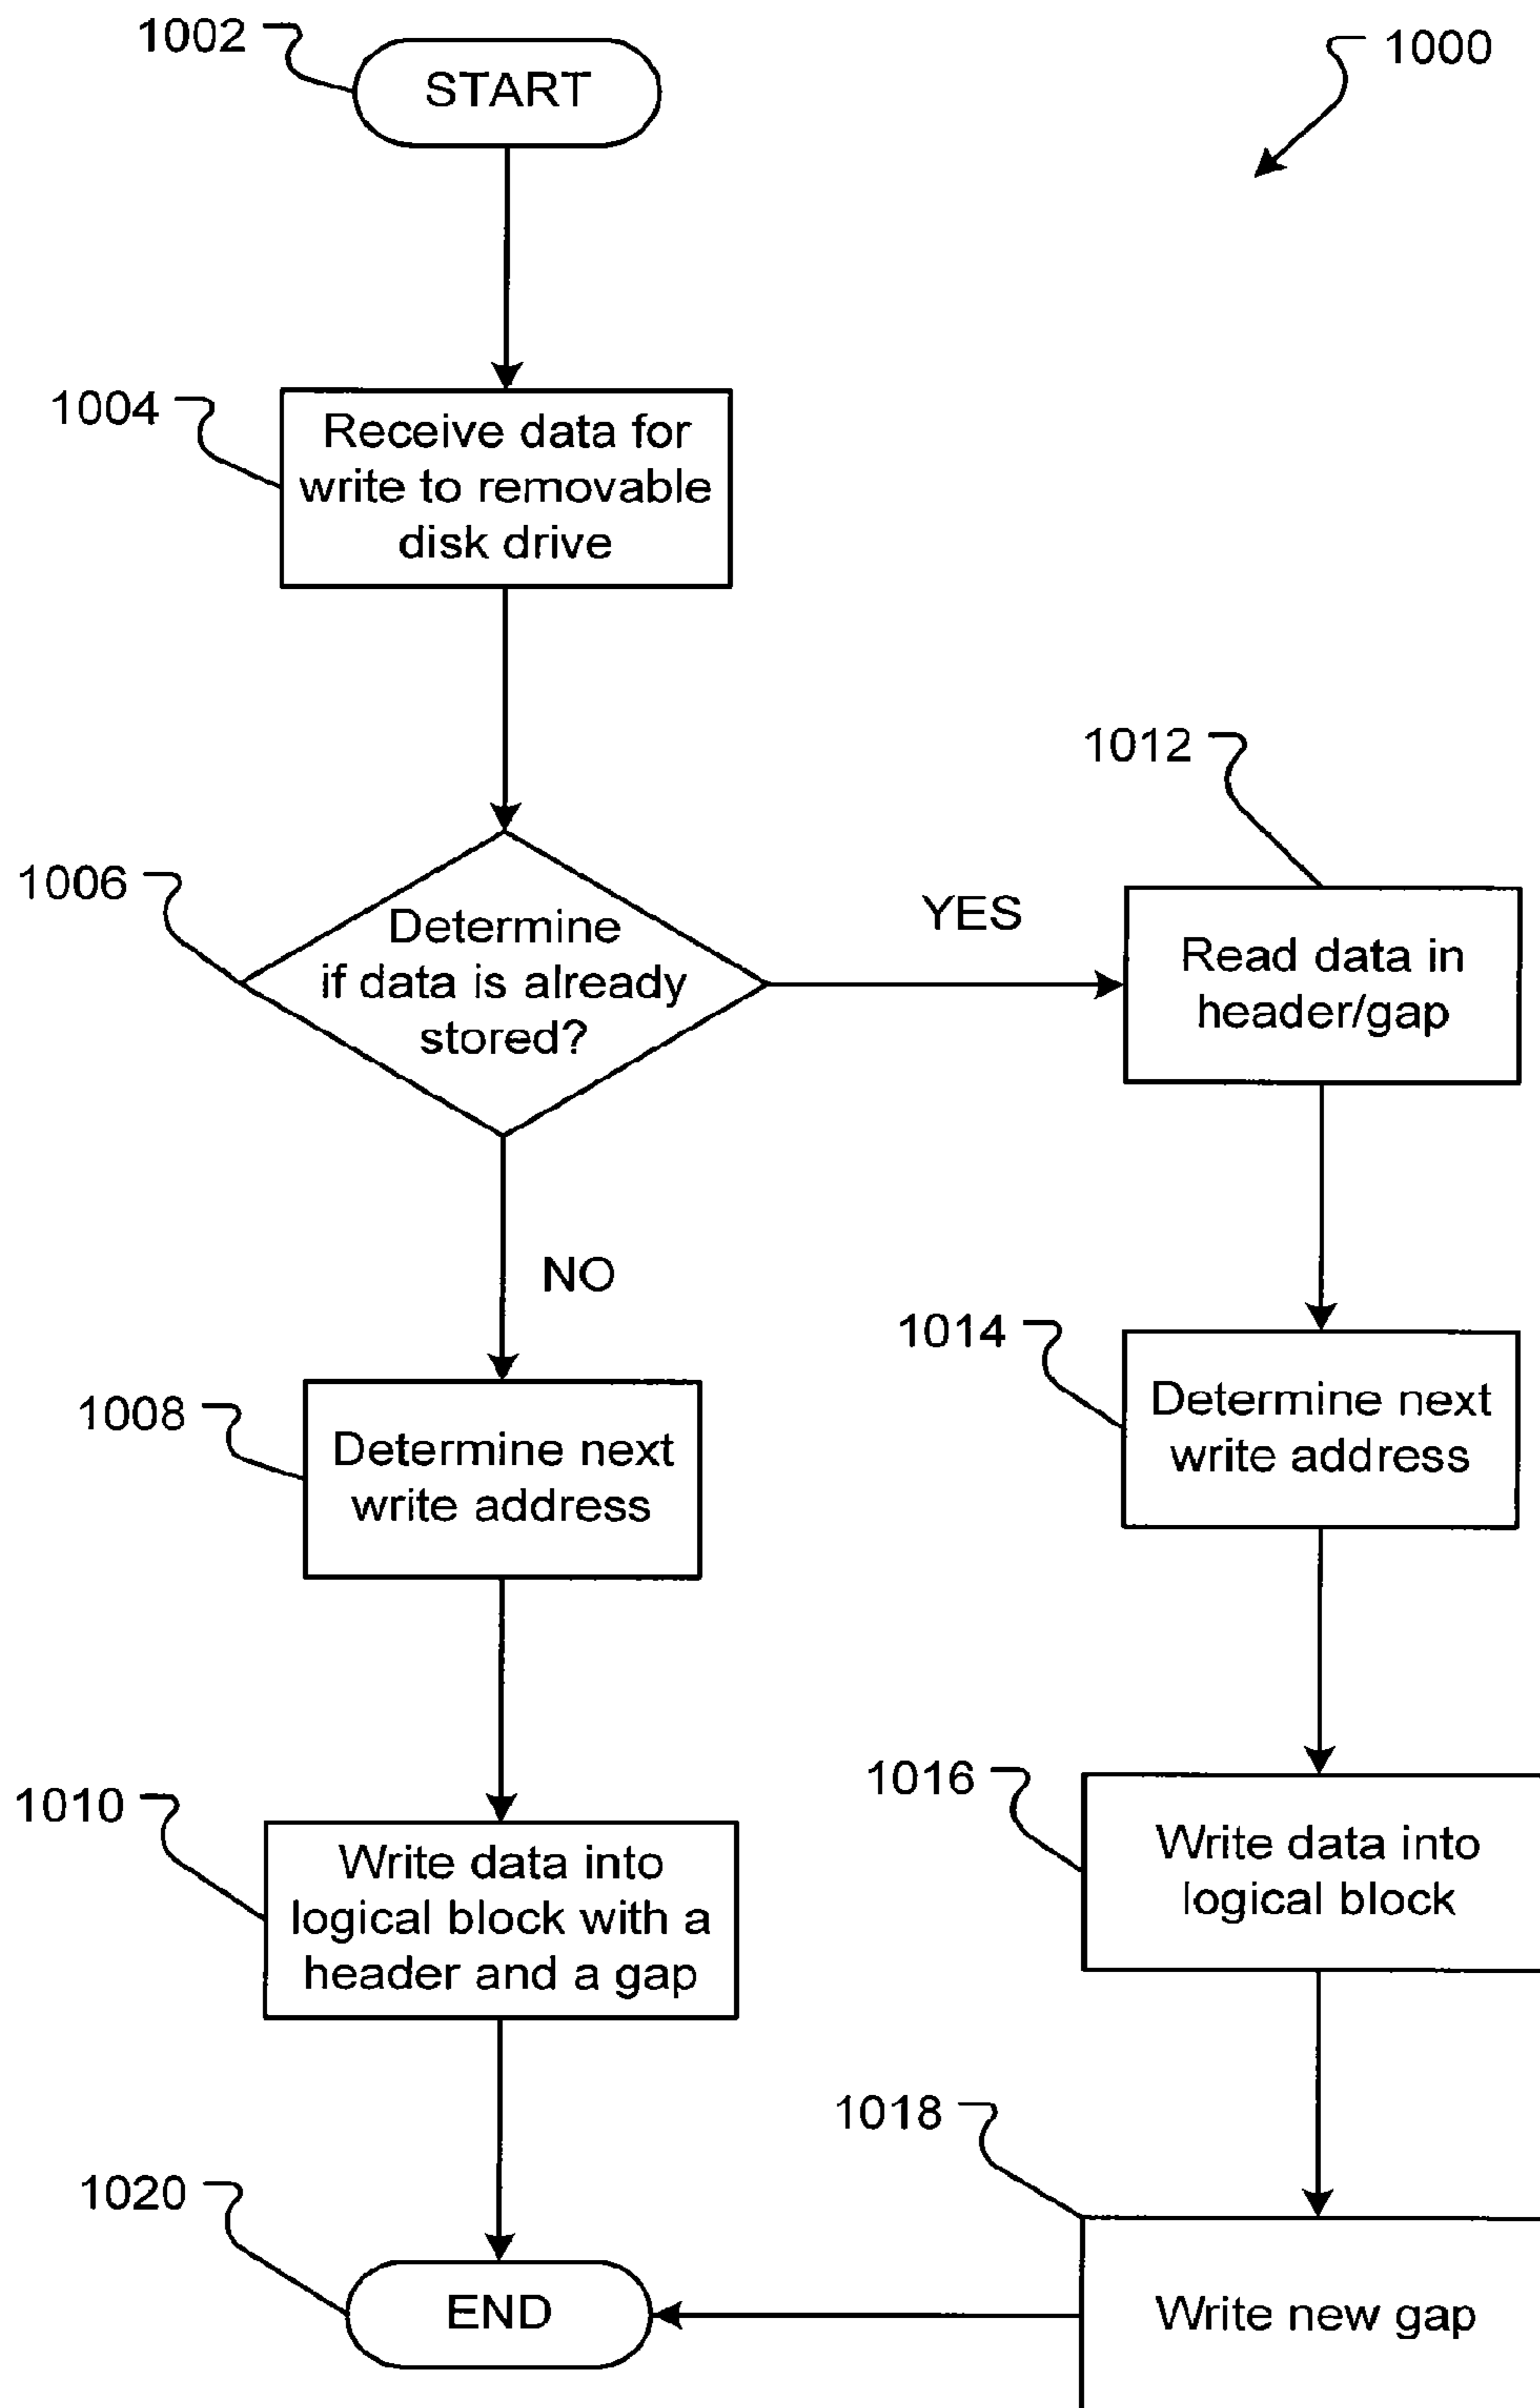 1002
START
1000
1004
Receive data for
write to removable
disk drive
1006
Determine
if data is already
stored?
YES
1012
Read data in
header/gap
NO
1008
Determine next
write address
1014
Determine next
write address
1010
Write data into
logical block with a
header and a gap
1016
Write data into
logical block
1018
Write new gap
1020
END